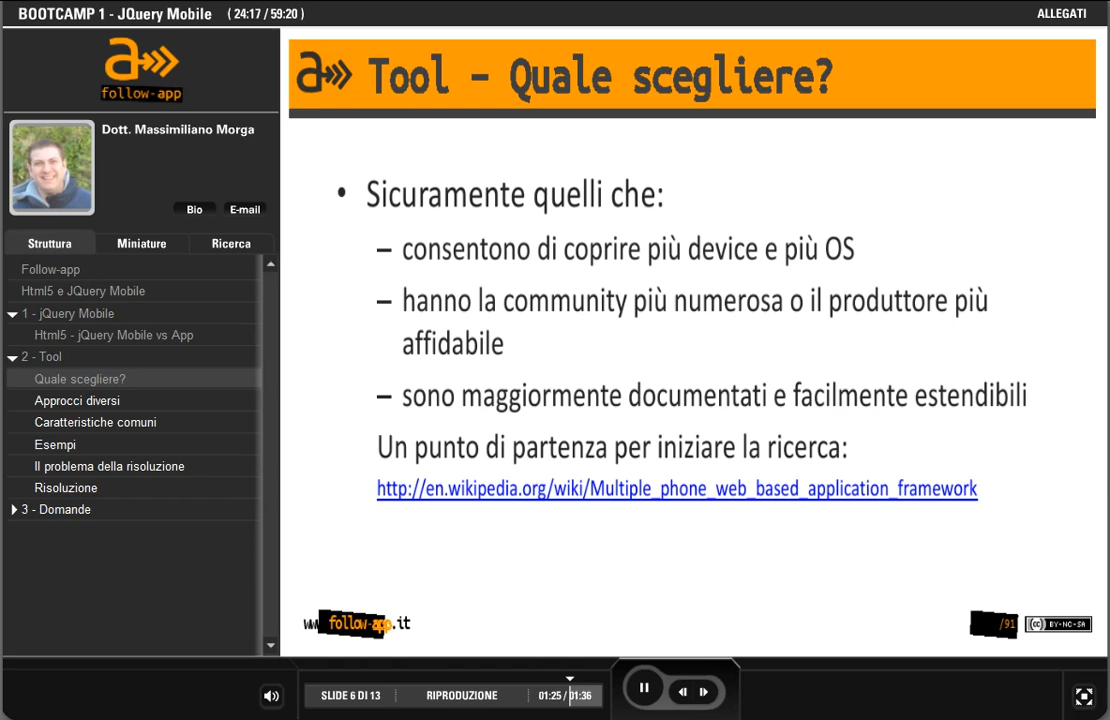 BOOTCAMP 1 - JQuery Mobile ( 24:17 / 59:20 )
ALLEGATI
a
follow-app
Dott. Massimiliano Morga
Bio
E-mail
Struttura
Miniature
Ricerca
Follow-app
Html5 e JQuery Mobile
1 - jQuery Mobile
Html5 - jQuery Mobile vs App
2 - Tool
Quale scegliere?
Approcci diversi
Caratteristiche comuni
Esempi
Il problema della risoluzione
Risoluzione
3 - Domande
a Tool - Quale scegliere?
• Sicuramente quelli che:
– consentono di coprire più device e più OS
– hanno la community più numerosa o il produttore più
affidabile
– sono maggiormente documentati e facilmente estendibili
Un punto di partenza per iniziare la ricerca:
http://en.wikipedia.org/wiki/Multiple_phone_web_based_application_framework
www.follow-app.it
/91
cc BY-NC-SA
SLIDE 6 DI 13
RIPRODUZIONE
01:25 / 01:36